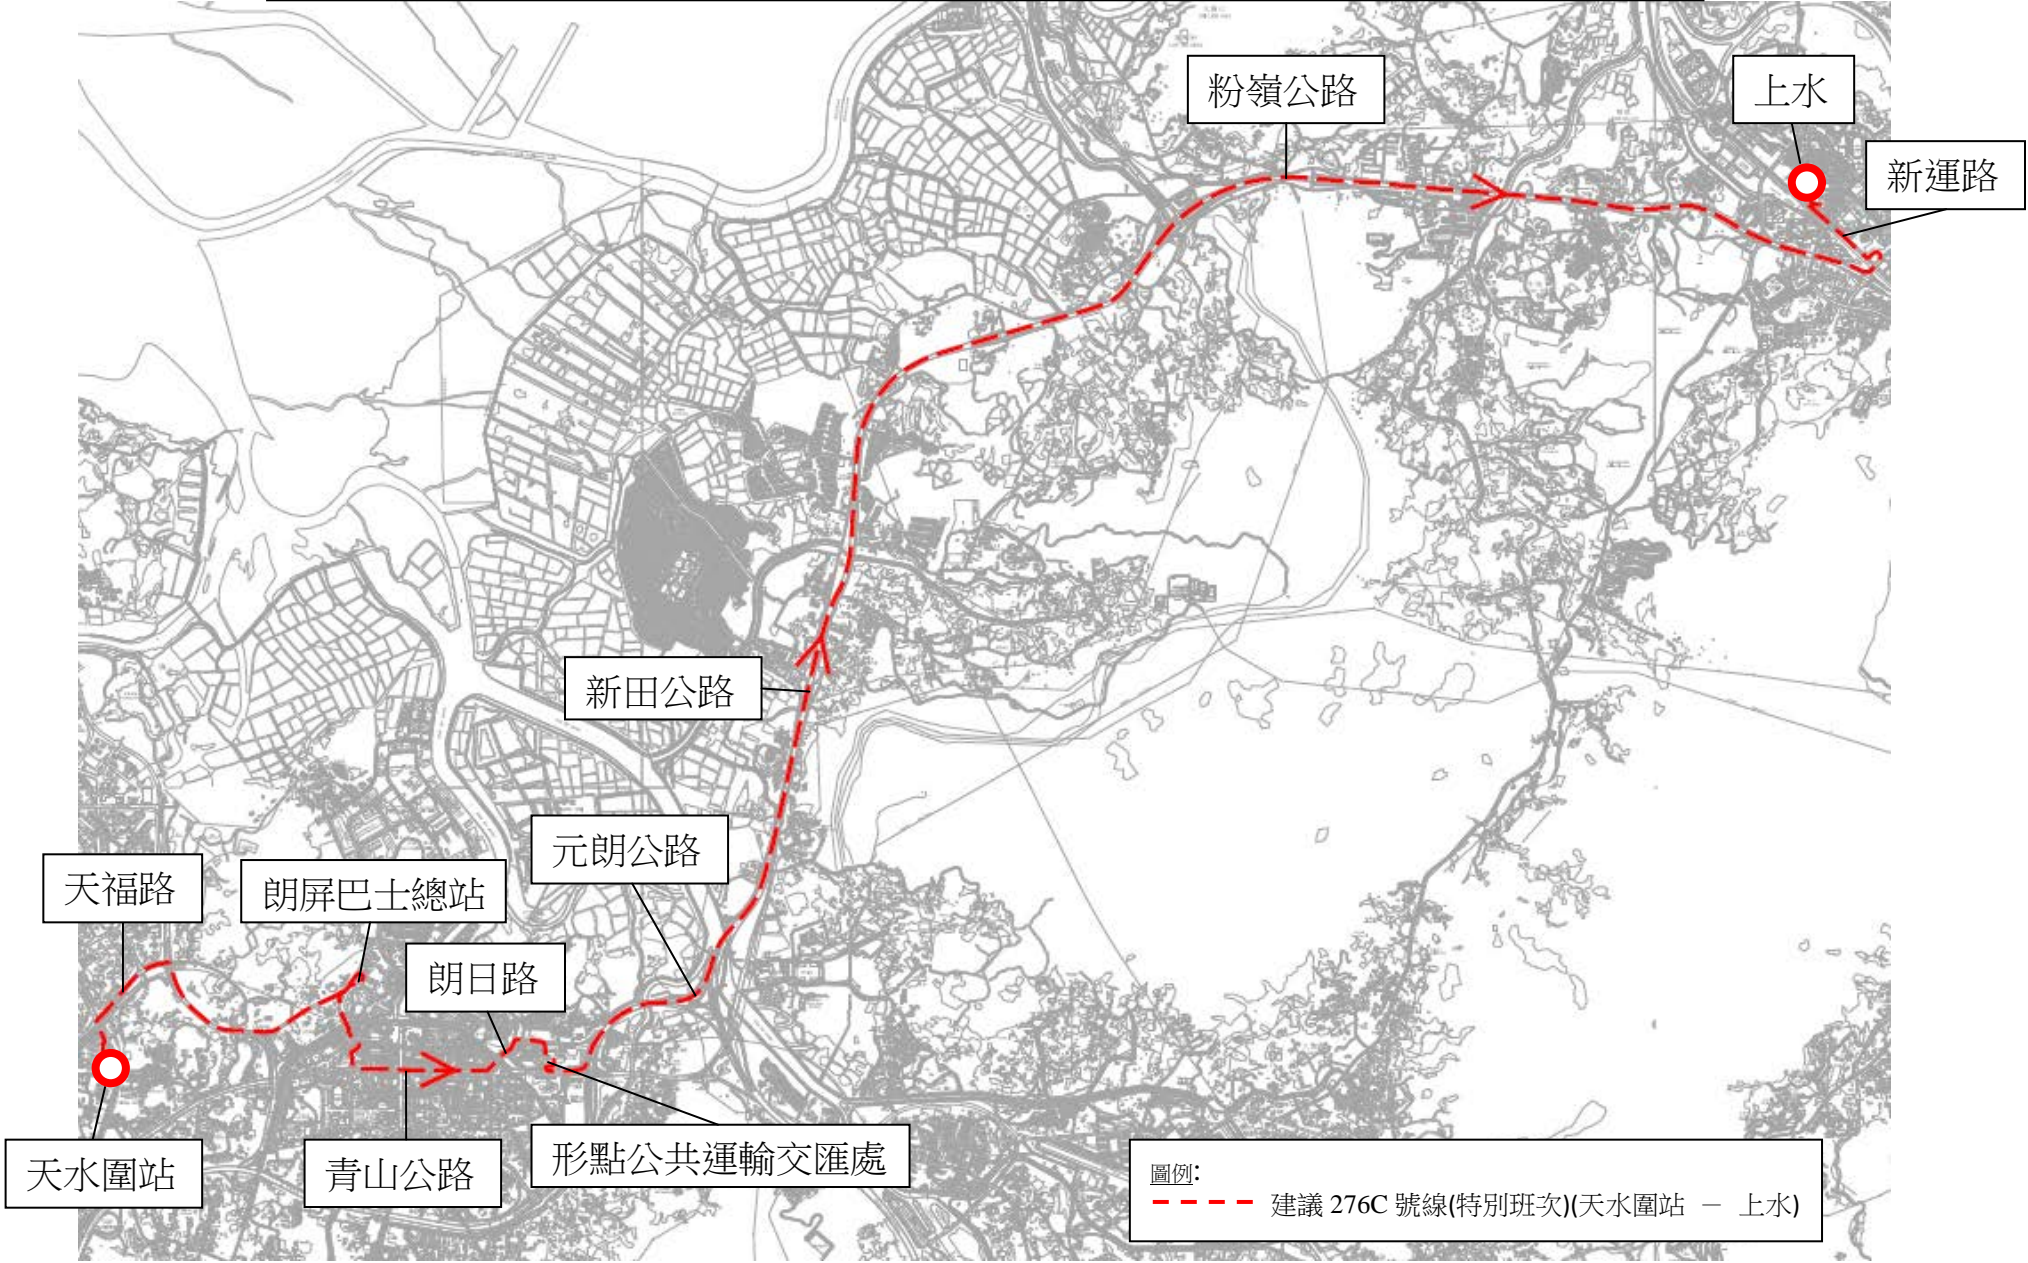 粉嶺公路
上水
新運路
新田公路
元朗公路
天福路
朗屏巴士總站
朗日路
天水圍站
青山公路
形點公共運輸交匯處
圖例:
建議 276C 號線(特別班次)(天水圍站 － 上水)